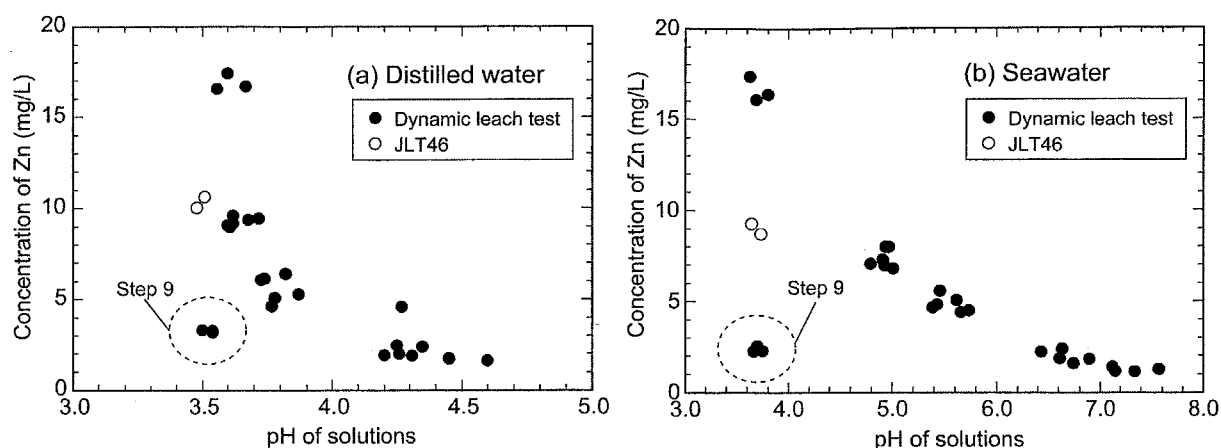 20
15
10
5
0
Concentration of Zn (mg/L)
(a) Distilled water
Dynamic leach test
JLT46
Step 9
3.0 3.5 4.0 4.5 5.0
pH of solutions
20
15
10
5
0
Concentration of Zn (mg/L)
(b) Seawater
Dynamic leach test
JLT46
Step 9
3.0 4.0 5.0 6.0 7.0 8.0
pH of solutions